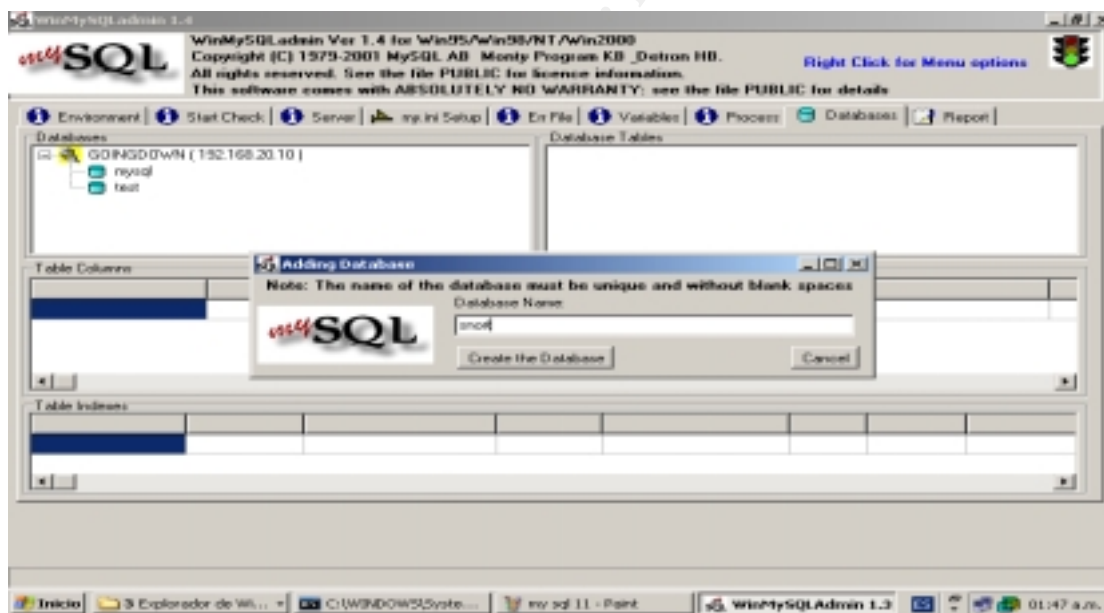 WinMySQLadmin 1.4
mySQL
WinMySQLadmin Ver 1.4 for Win95/Win98/NT/Win2000
Copyright (C) 1979-2001 MySQL AB Monty Program KB _Detron HB.
All rights reserved. See the file PUBLIC for licence information.
This software comes with ABSOLUTELY NO WARRANTY: see the file PUBLIC for details
Right Click for Menu options
Environment
Start Check
Server
my.ini Setup
Err File
Variables
Process
Databases
Report
Databases
Database Tables
GOINGDOWN ( 192.168.20.10 )
mysql
test
Table Columns
Adding Database
Note: The name of the database must be unique and without blank spaces
mySQL
Database Name:
snort
Create the Database
Cancel
Table Indexes
Inicio
3 Explorador de Wi...
C:\WINDOWS\Syste...
my sql 11 - Paint
WinMySQLAdmin 1.3
01:47 a.m.